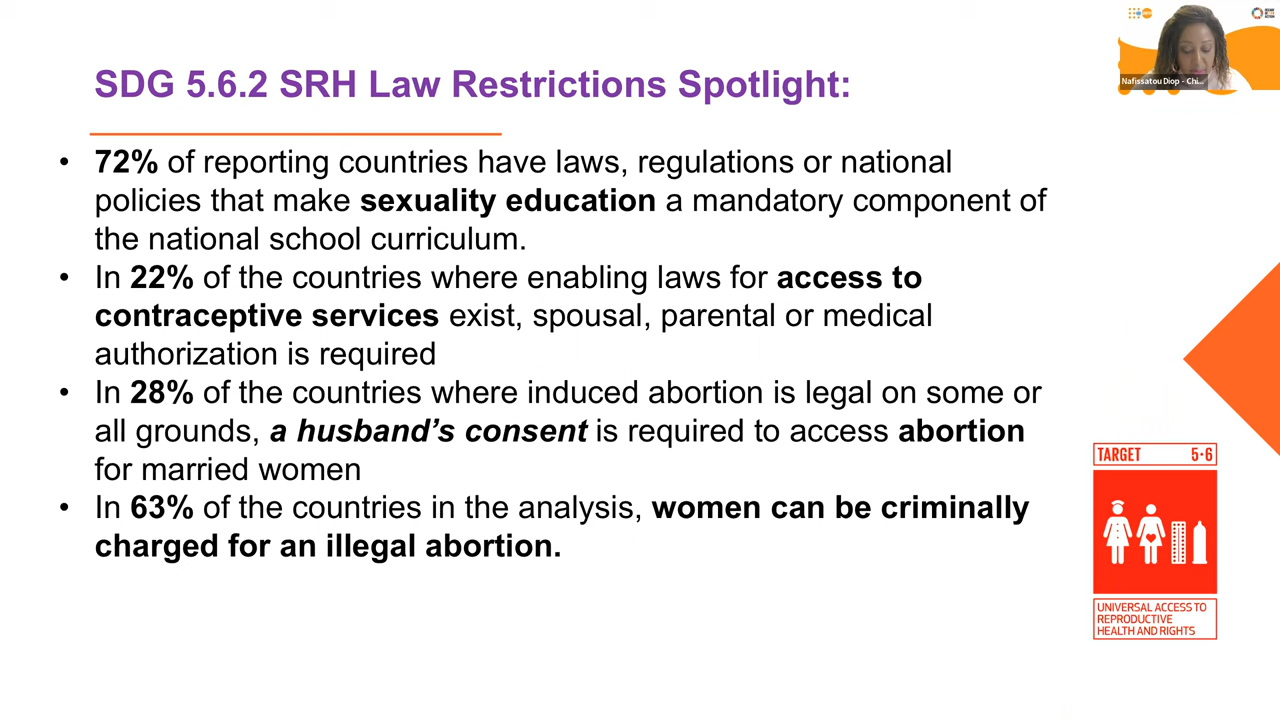 SDG 5.6.2 SRH Law Restrictions Spotlight:
• 72% of reporting countries have laws, regulations or national
policies that make sexuality education a mandatory component of
the national school curriculum.
• In 22% of the countries where enabling laws for access to
contraceptive services exist, spousal, parental or medical
authorization is required
• In 28% of the countries where induced abortion is legal on some or
all grounds, a husband’s consent is required to access abortion
for married women
• In 63% of the countries in the analysis, women can be criminally
charged for an illegal abortion.
Nafissatou Diop - Chi...
TARGET 5·6
UNIVERSAL ACCESS TO
REPRODUCTIVE
HEALTH AND RIGHTS